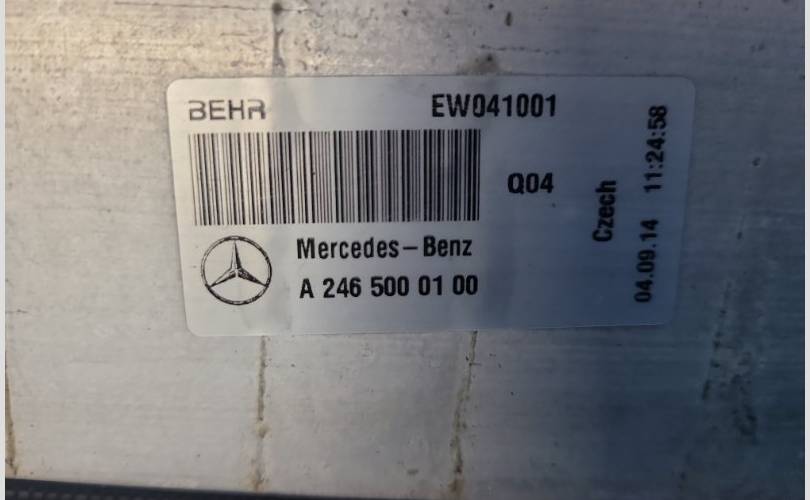 BEHR
EW041001
Q04
Mercedes-Benz
A 246 500 01 00
Czech
04.09.14 11:24:58